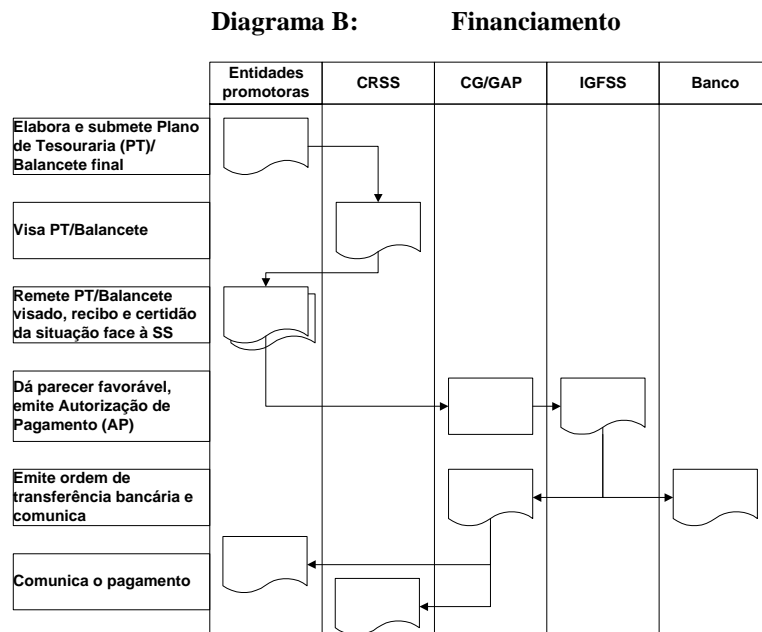 Diagrama B: Financiamento
Entidades
promotoras
CRSS
CG/GAP
IGFSS
Banco
Elabora e submete Plano
de Tesouraria (PT)/
Balancete final
Visa PT/Balancete
Remete PT/Balancete
visado, recibo e certidão
da situação face à SS
Dá parecer favorável,
emite Autorização de
Pagamento (AP)
Emite ordem de
transferência bancária e
comunica
Comunica o pagamento